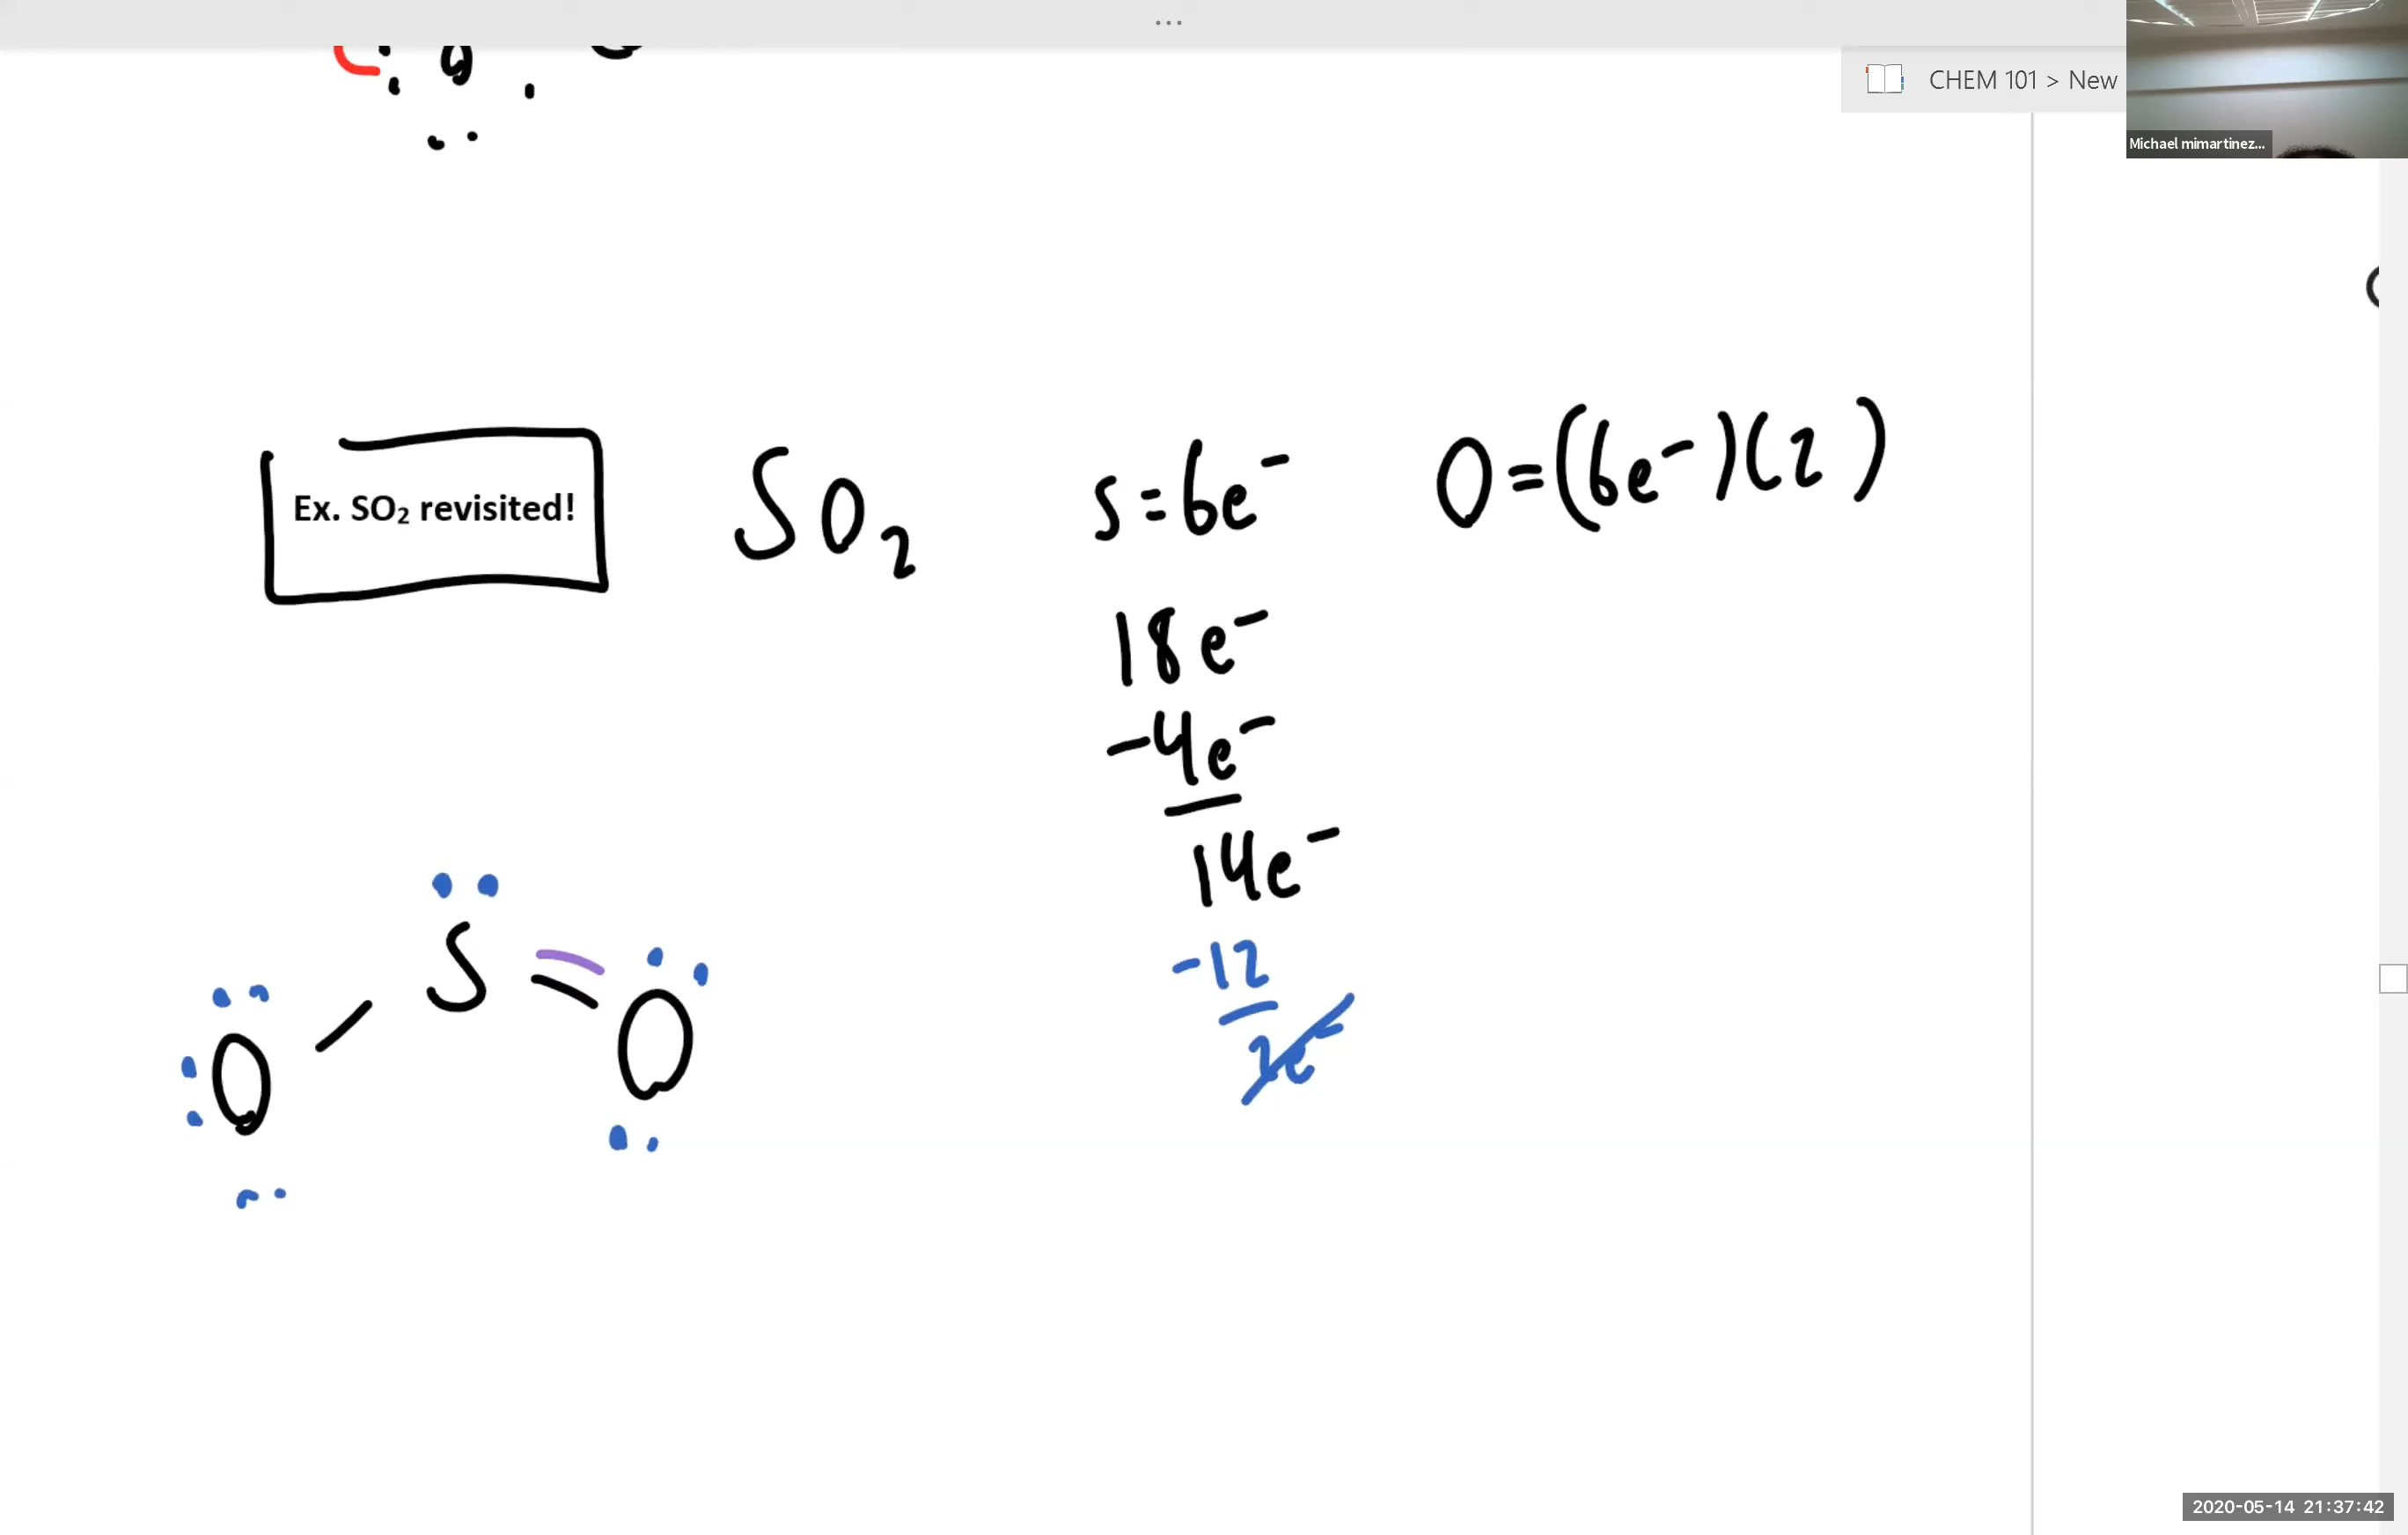 ...
CHEM 101 > New
Michael mimartinez...
Ex. SO₂ revisited!
SO₂
S = 6e⁻
O = (6e⁻)(2)
18e⁻
-4e⁻
14e⁻
-12
2e⁻
S
O
O
2020-05-14 21:37:42